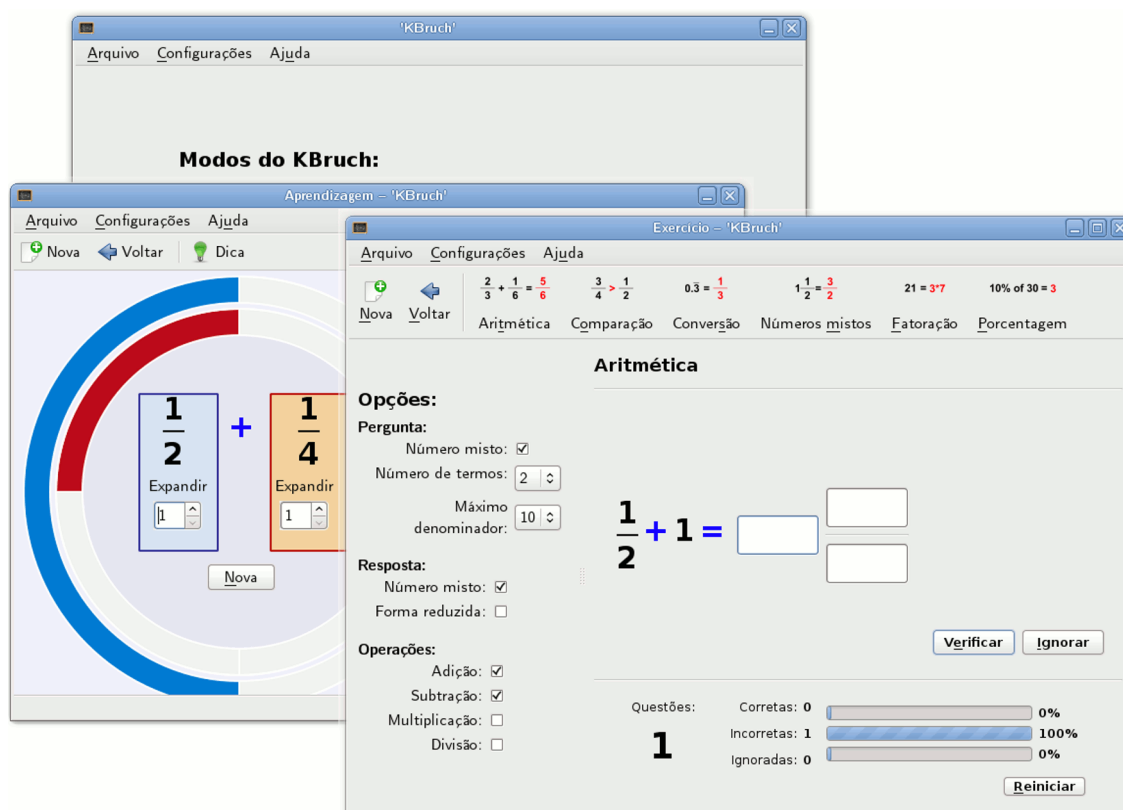 'KBruch'
Arquivo Configurações Ajuda
Modos do KBruch:
Aprendizagem – 'KBruch'
Arquivo Configurações Ajuda
Nova Voltar Dica
1
2
+
1
4
Expandir Expandir
1 1
Nova
Exercício – 'KBruch'
Arquivo Configurações Ajuda
2/3 + 1/6 = 5/6
3/4 > 1/2
0.3̅ = 1/3
1 1/2 = 3/2
21 = 3*7
10% of 30 = 3
Nova Voltar Aritmética Comparação Conversão Números mistos Fatoração Porcentagem
Aritmética
Opções:
Pergunta:
Número misto:
Número de termos: 2
Máximo
denominador: 10
Resposta:
Número misto:
Forma reduzida:
Operações:
Adição:
Subtração:
Multiplicação:
Divisão:
1/2 + 1 =
Verificar Ignorar
Questões:
1
Corretas: 0 0%
Incorretas: 1 100%
Ignoradas: 0 0%
Reiniciar